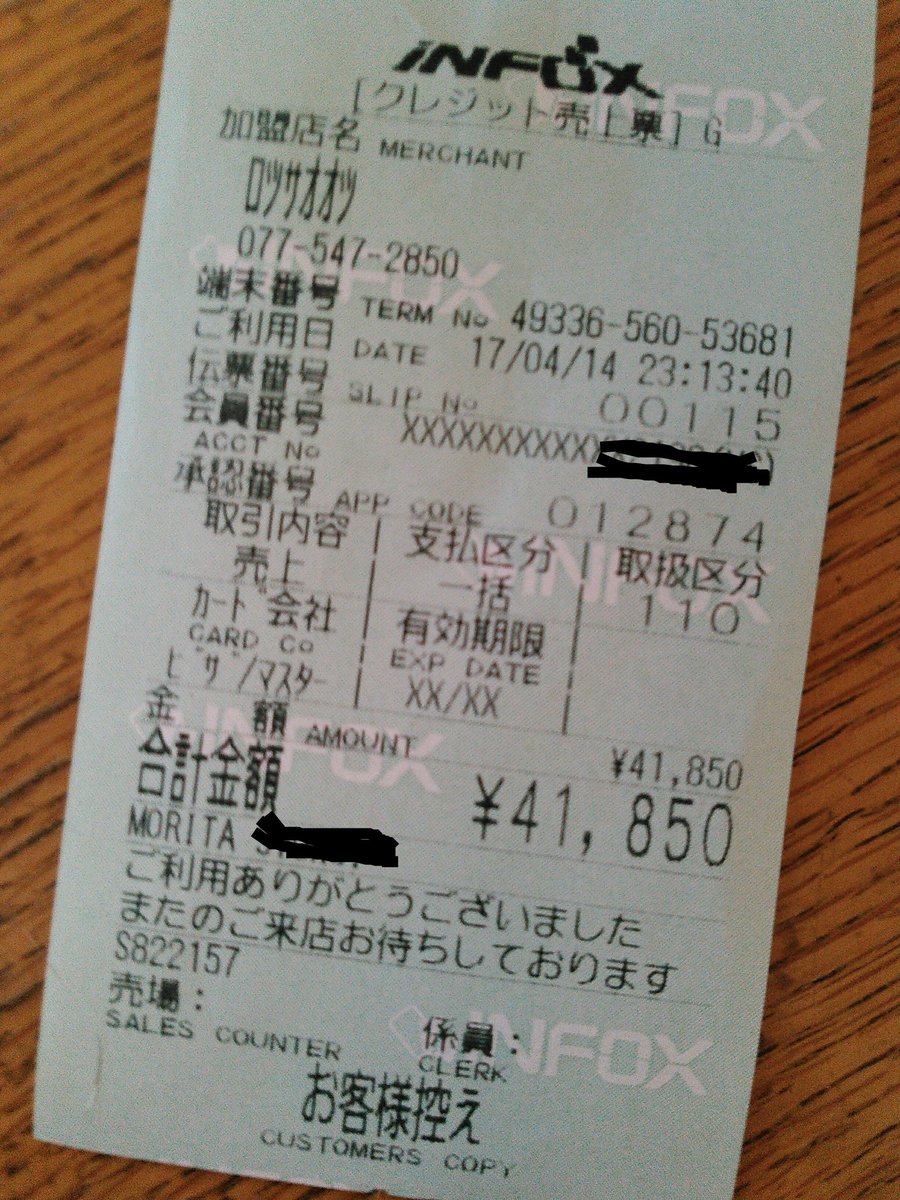 INFOX
[クレジット売上票] G
加盟店名 MERCHANT
ﾛﾂｻｵｵﾂ
077-547-2850
端末番号 TERM No 49336-560-53681
ご利用日 DATE 17/04/14 23:13:40
伝票番号 SLIP No 00115
会員番号 XXXXXXXXXXX
ACCT No
承認番号 APP CODE 012874
取引内容 支払区分 取扱区分
売上 一括 110
ｶｰﾄﾞ会社 有効期限
CARD Co EXP DATE
ﾋﾞｻﾞ/ﾏｽﾀｰ XX/XX
金 額 AMOUNT ¥41,850
合計金額 ¥41,850
MORITA
ご利用ありがとうございました
またのご来店お待ちしております
S822157
売場： 係員：
SALES COUNTER CLERK
お客様控え
CUSTOMERS COPY